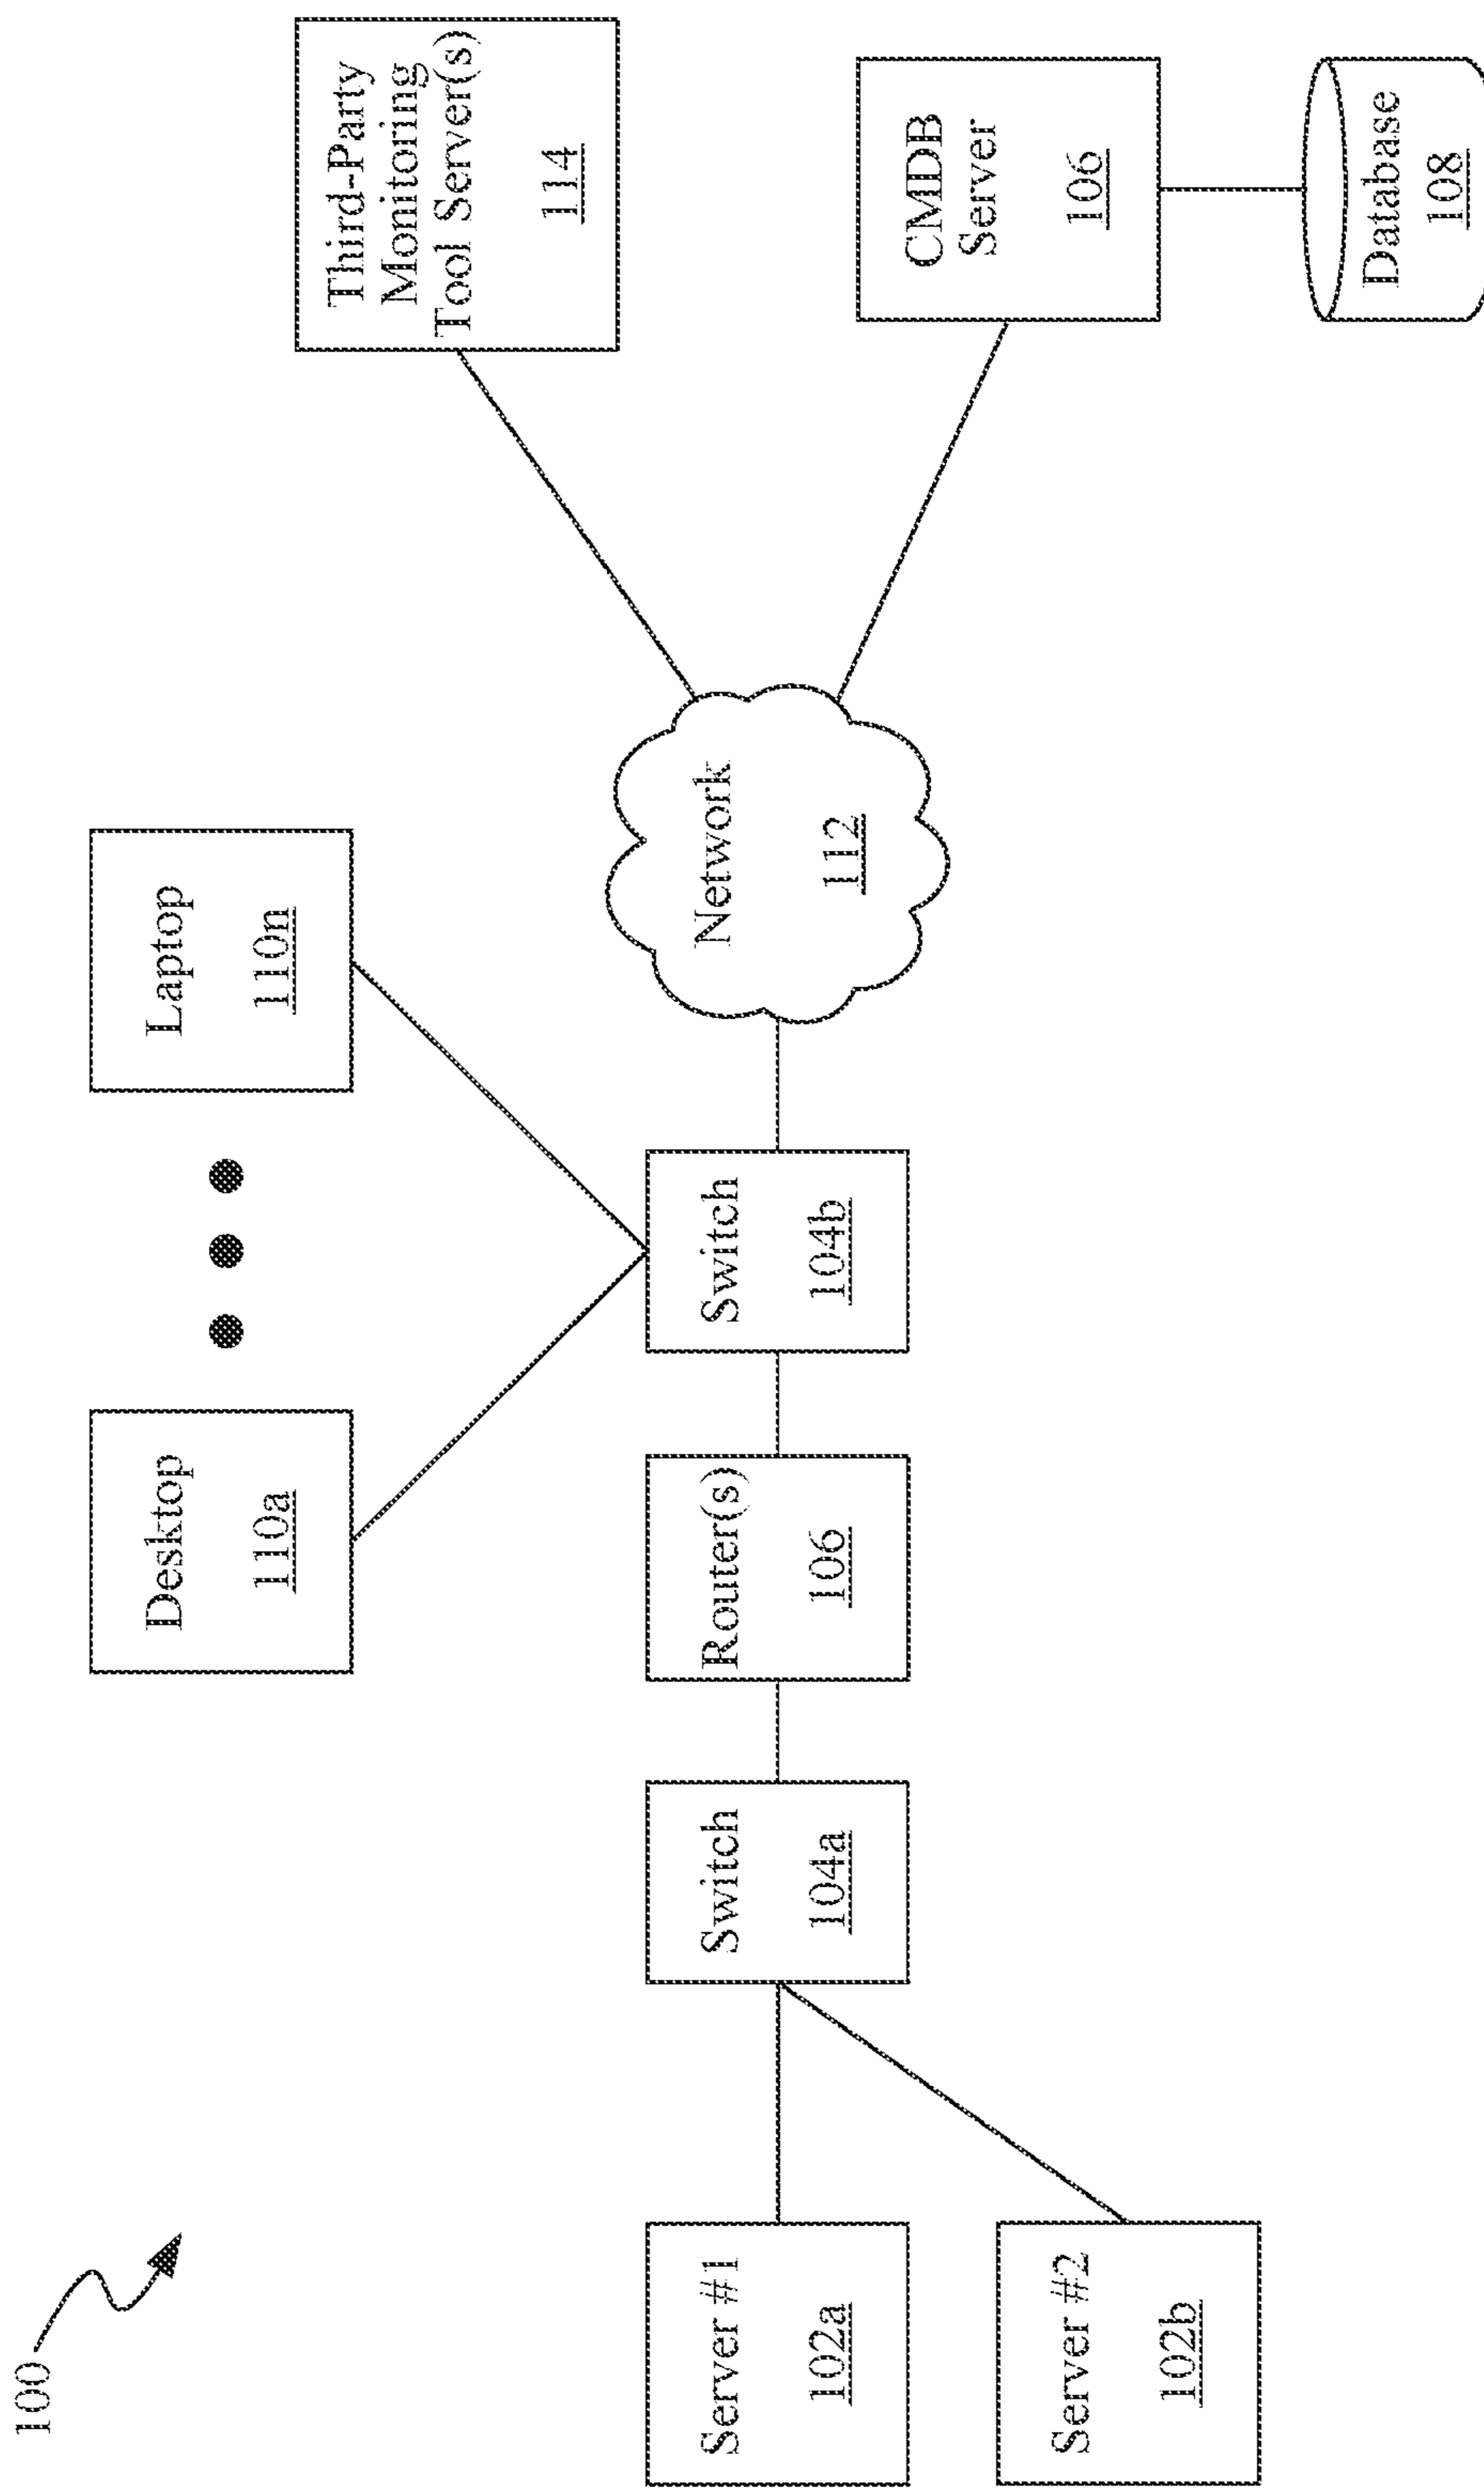 100
Desktop
110a
Laptop
110n
Third-Party
Monitoring
Tool Server(s)
114
Server #1
102a
Switch
104a
Router(s)
106
Switch
104b
Network
112
CMDB
Server
106
Server #2
102b
Database
108